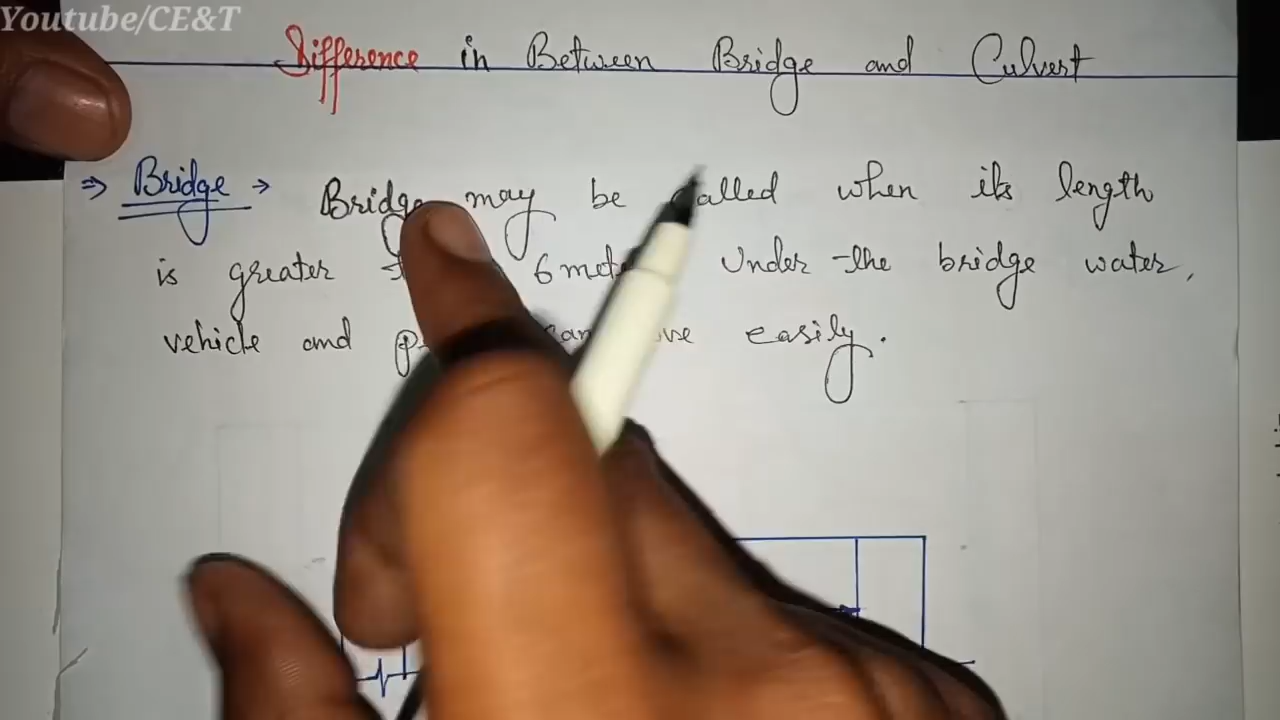 Youtube/CE&T
Difference in Between Bridge and Culvert
⇒ Bridge → Bridge may be called when its length
is greater 6 under the bridge water,
vehicle and easily.